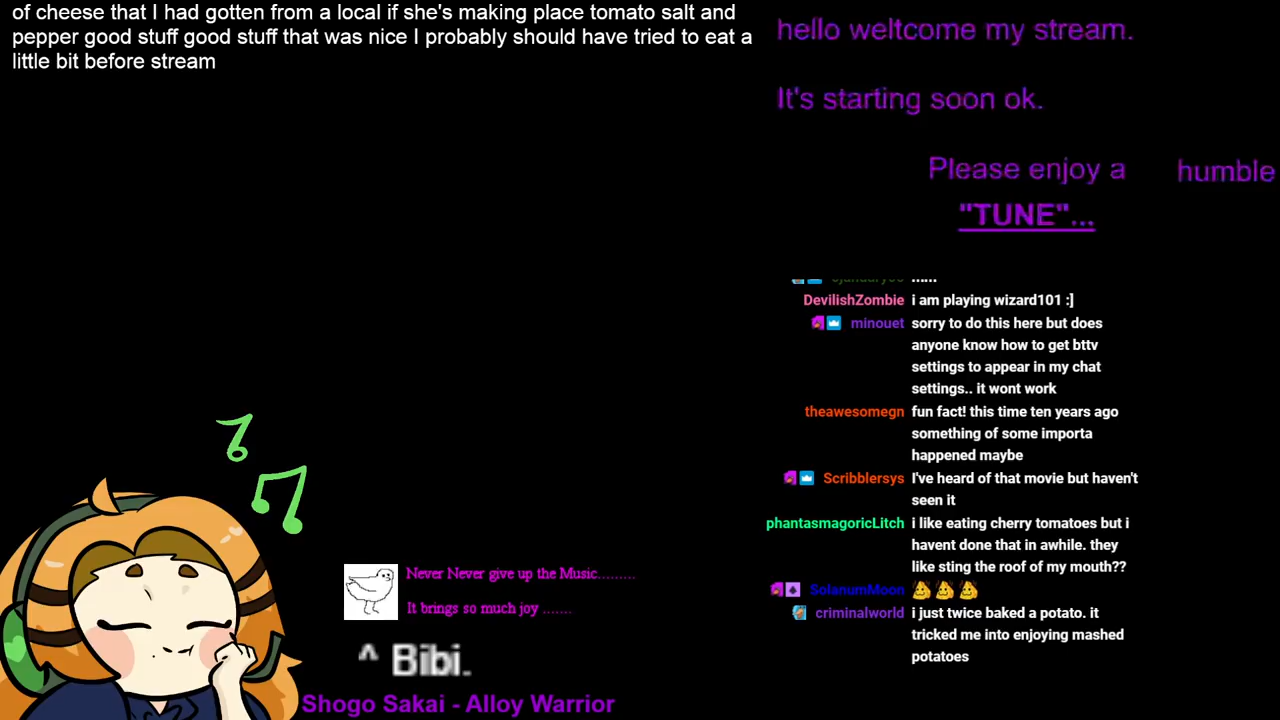 of cheese that I had gotten from a local if she's making place tomato salt and
pepper good stuff good stuff that was nice I probably should have tried to eat a
little bit before stream
hello weltcome my stream.
It's starting soon ok.
Please enjoy a humble
"TUNE"...
DevilishZombie i am playing wizard101 :]
minouet sorry to do this here but does
anyone know how to get bttv
settings to appear in my chat
settings.. it wont work
theawesomegn fun fact! this time ten years ago
something of some importa
happened maybe
Scribblersys I've heard of that movie but haven't
seen it
phantasmagoricLitch i like eating cherry tomatoes but i
havent done that in awhile. they
like sting the roof of my mouth??
SolanumMoon
criminalworld i just twice baked a potato. it
tricked me into enjoying mashed
potatoes
Never Never give up the Music.........
It brings so much joy .......
^ Bibi.
Shogo Sakai - Alloy Warrior